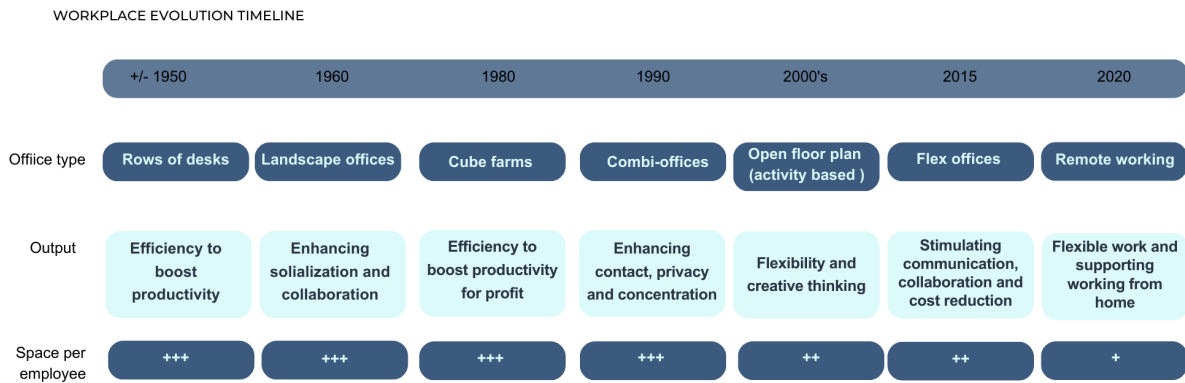 WORKPLACE EVOLUTION TIMELINE
+/- 1950 1960 1980 1990 2000's 2015 2020
Offiice type
Rows of desks
Landscape offices
Cube farms
Combi-offices
Open floor plan
(activity based )
Flex offices
Remote working
Output
Efficiency to
boost
productivity
Enhancing
solialization and
collaboration
Efficiency to
boost productivity
for profit
Enhancing
contact, privacy
and concentration
Flexibility and
creative thinking
Stimulating
communication,
collaboration and
cost reduction
Flexible work and
supporting
working from
home
Space per
employee
+++ +++ +++ +++ ++ ++ +